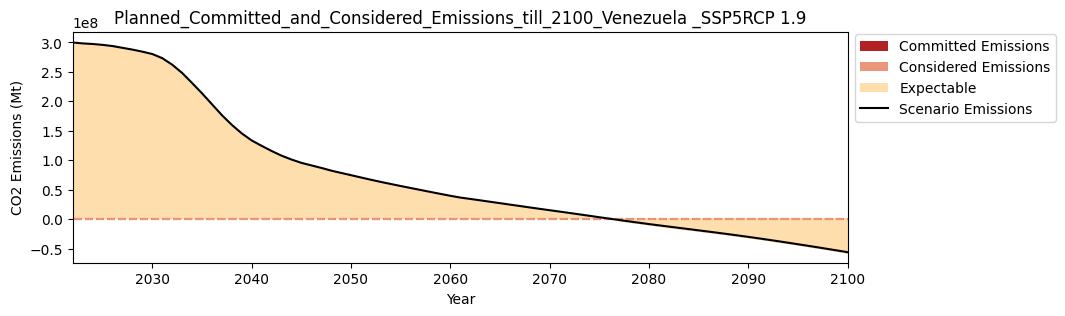 Planned_Committed_and_Considered_Emissions_till_2100_Venezuela _SSP5RCP 1.9
1e8
3.0
2.5
2.0
1.5
1.0
0.5
0.0
−0.5
CO2 Emissions (Mt)
2030 2040 2050 2060 2070 2080 2090 2100
Year
Committed Emissions
Considered Emissions
Expectable
Scenario Emissions